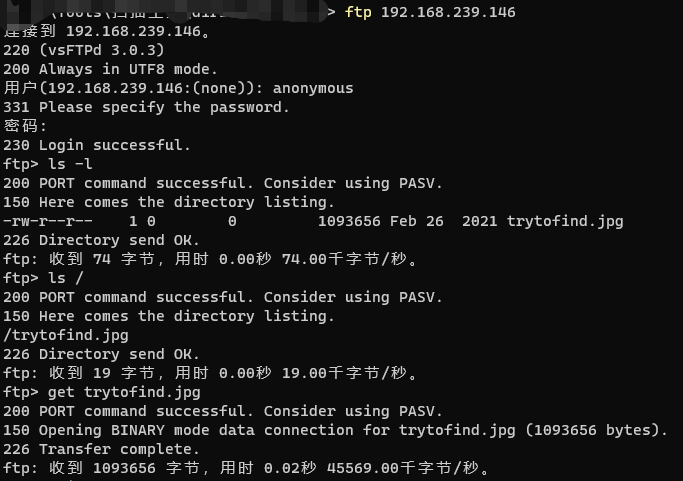 > ftp 192.168.239.146
连接到 192.168.239.146。
220 (vsFTPd 3.0.3)
200 Always in UTF8 mode.
用户(192.168.239.146:(none)): anonymous
331 Please specify the password.
密码:
230 Login successful.
ftp> ls -l
200 PORT command successful. Consider using PASV.
150 Here comes the directory listing.
-rw-r--r--    1 0        0         1093656 Feb 26  2021 trytofind.jpg
226 Directory send OK.
ftp: 收到 74 字节，用时 0.00秒 74.00千字节/秒。
ftp> ls /
200 PORT command successful. Consider using PASV.
150 Here comes the directory listing.
/trytofind.jpg
226 Directory send OK.
ftp: 收到 19 字节，用时 0.00秒 19.00千字节/秒。
ftp> get trytofind.jpg
200 PORT command successful. Consider using PASV.
150 Opening BINARY mode data connection for trytofind.jpg (1093656 bytes).
226 Transfer complete.
ftp: 收到 1093656 字节，用时 0.02秒 45569.00千字节/秒。